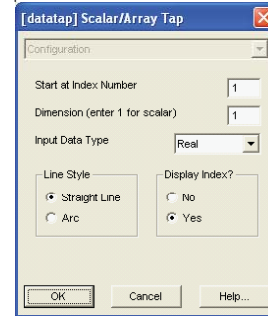 [datatap] Scalar/Array Tap
Configuration
Start at Index Number 1
Dimension (enter 1 for scalar) 1
Input Data Type Real
Line Style Display Index?
Straight Line No
Arc Yes
OK Cancel Help...